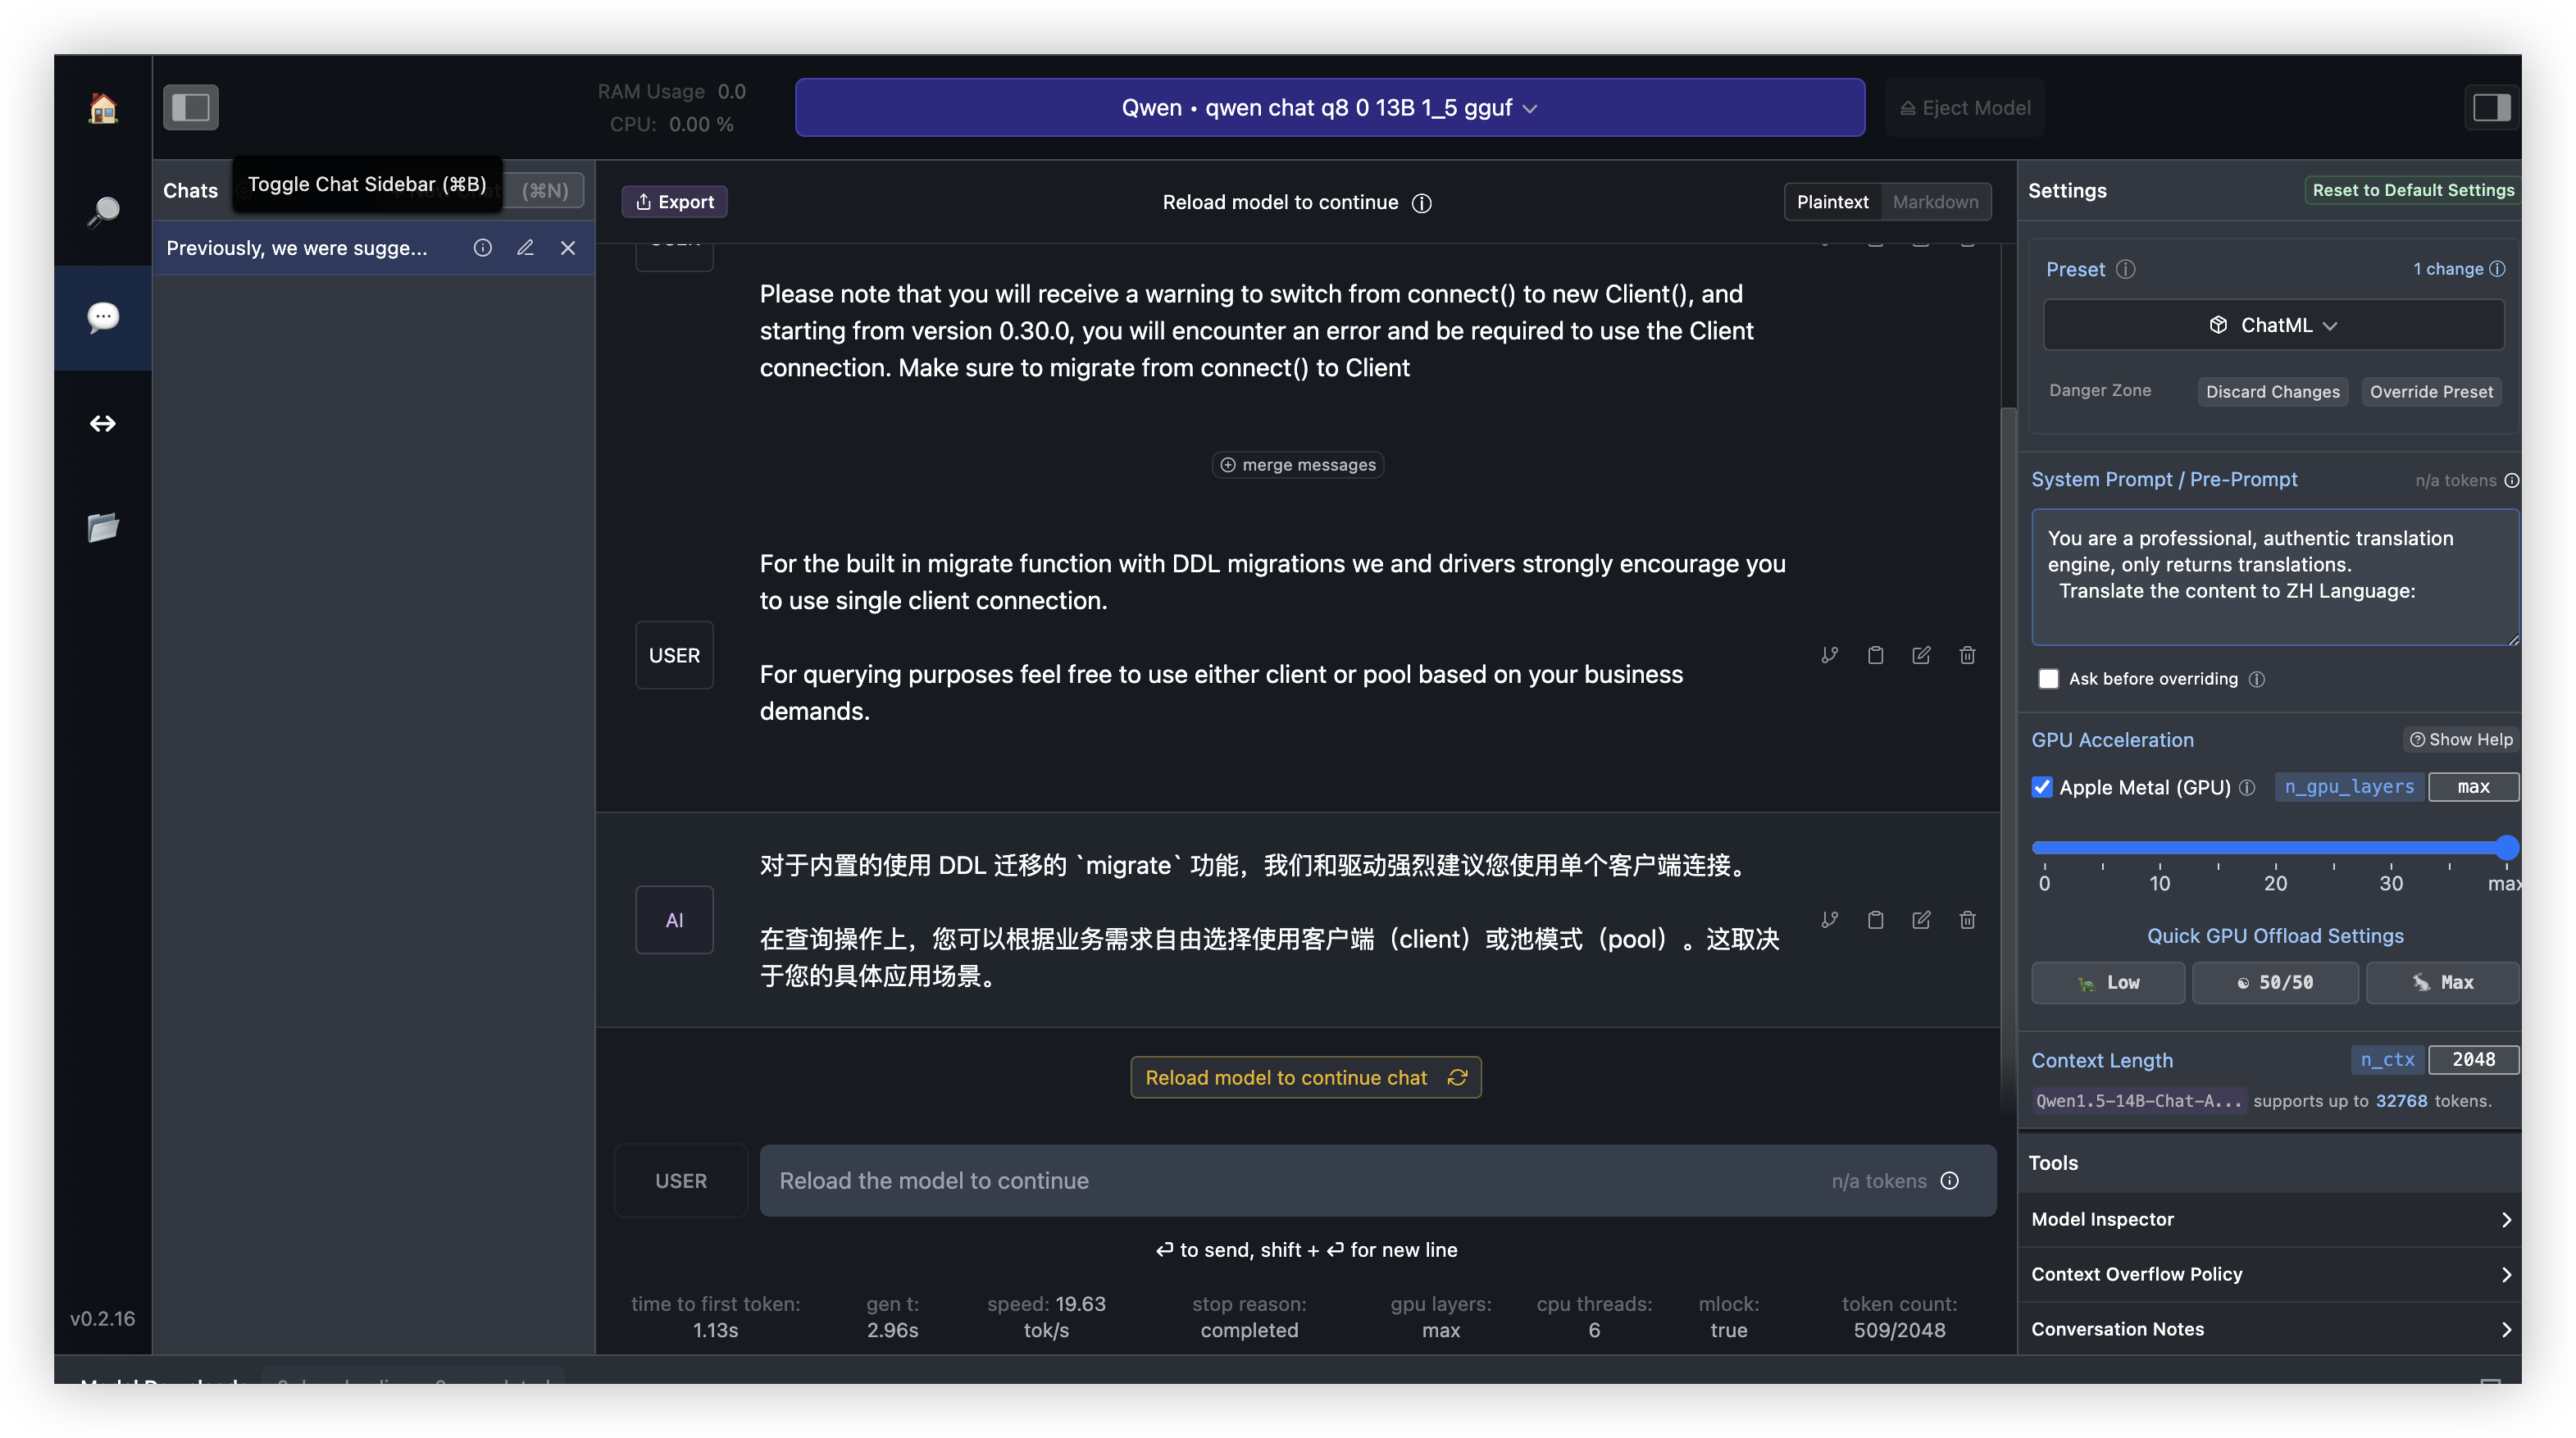 RAM Usage 0.0
CPU: 0.00 %
Qwen • qwen chat q8 0 13B 1_5 gguf
Eject Model
Chats
Toggle Chat Sidebar (⌘B)
(⌘N)
Previously, we were sugge...
Export
Reload model to continue
Plaintext
Markdown
Please note that you will receive a warning to switch from connect() to new Client(), and
starting from version 0.30.0, you will encounter an error and be required to use the Client
connection. Make sure to migrate from connect() to Client
merge messages
USER
For the built in migrate function with DDL migrations we and drivers strongly encourage you
to use single client connection.
For querying purposes feel free to use either client or pool based on your business
demands.
AI
对于内置的使用 DDL 迁移的 `migrate` 功能，我们和驱动强烈建议您使用单个客户端连接。
在查询操作上，您可以根据业务需求自由选择使用客户端（client）或池模式（pool）。这取决
于您的具体应用场景。
Reload model to continue chat
USER
Reload the model to continue
n/a tokens
to send, shift + for new line
time to first token:
1.13s
gen t:
2.96s
speed: 19.63
tok/s
stop reason:
completed
gpu layers:
max
cpu threads:
6
mlock:
true
token count:
509/2048
v0.2.16
Settings
Reset to Default Settings
Preset
1 change
ChatML
Danger Zone
Discard Changes
Override Preset
System Prompt / Pre-Prompt
n/a tokens
You are a professional, authentic translation
engine, only returns translations.
Translate the content to ZH Language:
Ask before overriding
GPU Acceleration
Show Help
Apple Metal (GPU)
n_gpu_layers
max
0 10 20 30 max
Quick GPU Offload Settings
Low
50/50
Max
Context Length
n_ctx
2048
Qwen1.5-14B-Chat-A... supports up to 32768 tokens.
Tools
Model Inspector
Context Overflow Policy
Conversation Notes